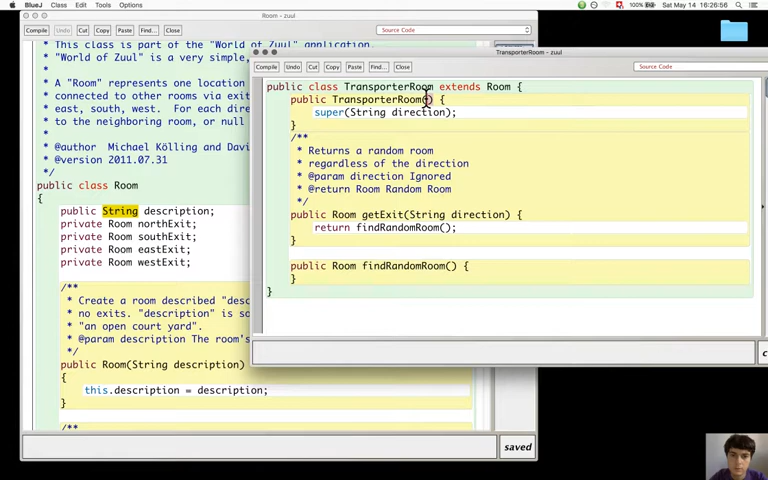 BlueJ Class Edit Tools Options
100% Sat May 14 16:26:56
Room - zuul
Compile Undo Cut Copy Paste Find... Close Source Code
* This class is part of the "World of Zuul" application.
* "World of Zuul" is a very simple,
*
* A "Room" represents one location
* connected to other rooms via exit
* east, south, west. For each dire
* to the neighboring room, or null
*
* @author Michael Kölling and Davi
* @version 2011.07.31
*/
public class Room
{
public String description;
private Room northExit;
private Room southExit;
private Room eastExit;
private Room westExit;
/**
* Create a room described "desc
* no exits. "description" is so
* "an open court yard".
* @param description The room's
*/
public Room(String description)
{
this.description = description;
}
/**
saved
TransporterRoom - zuul
Compile Undo Cut Copy Paste Find... Close Source Code
public class TransporterRoom extends Room {
public TransporterRoom() {
super(String direction);
}
/**
* Returns a random room
* regardless of the direction
* @param direction Ignored
* @return Room Random Room
*/
public Room getExit(String direction) {
return findRandomRoom();
}
public Room findRandomRoom() {
}
}
c